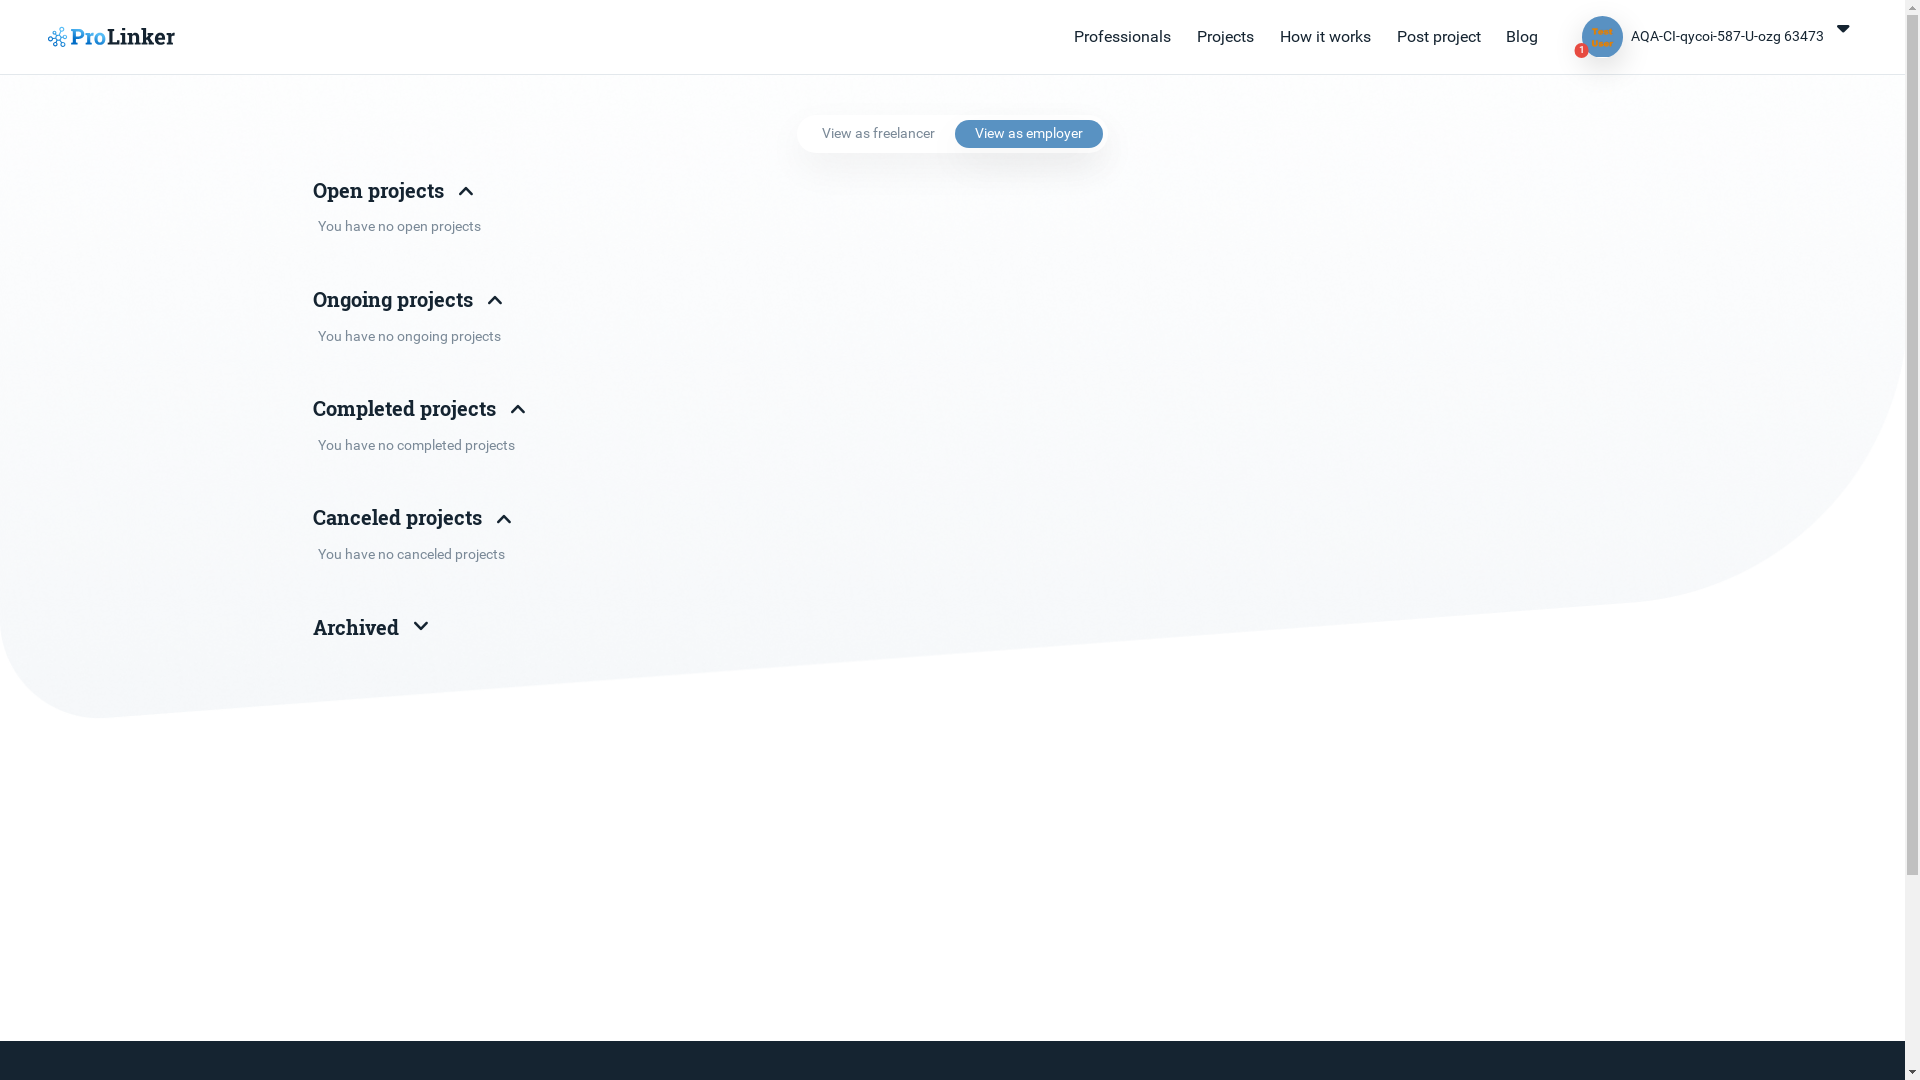 ProLinker
Professionals
Projects
How it works
Post project
Blog
Test
User
1
AQA-CI-qycoi-587-U-ozg 63473
View as freelancer
View as employer
Open projects
You have no open projects
Ongoing projects
You have no ongoing projects
Completed projects
You have no completed projects
Canceled projects
You have no canceled projects
Archived